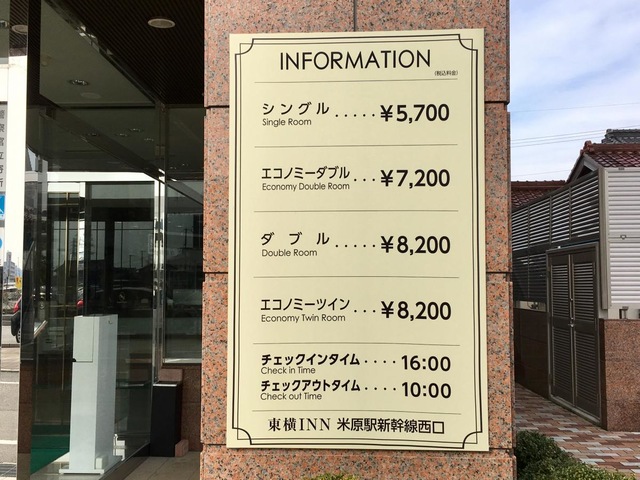 INFORMATION
(税込料金)
シングル ..... ¥5,700
Single Room
エコノミーダブル ... ¥7,200
Economy Double Room
ダブル ..... ¥8,200
Double Room
エコノミーツイン ... ¥8,200
Economy Twin Room
チェックインタイム .... 16:00
Check in Time
チェックアウトタイム .... 10:00
Check out Time
東横INN 米原駅新幹線西口